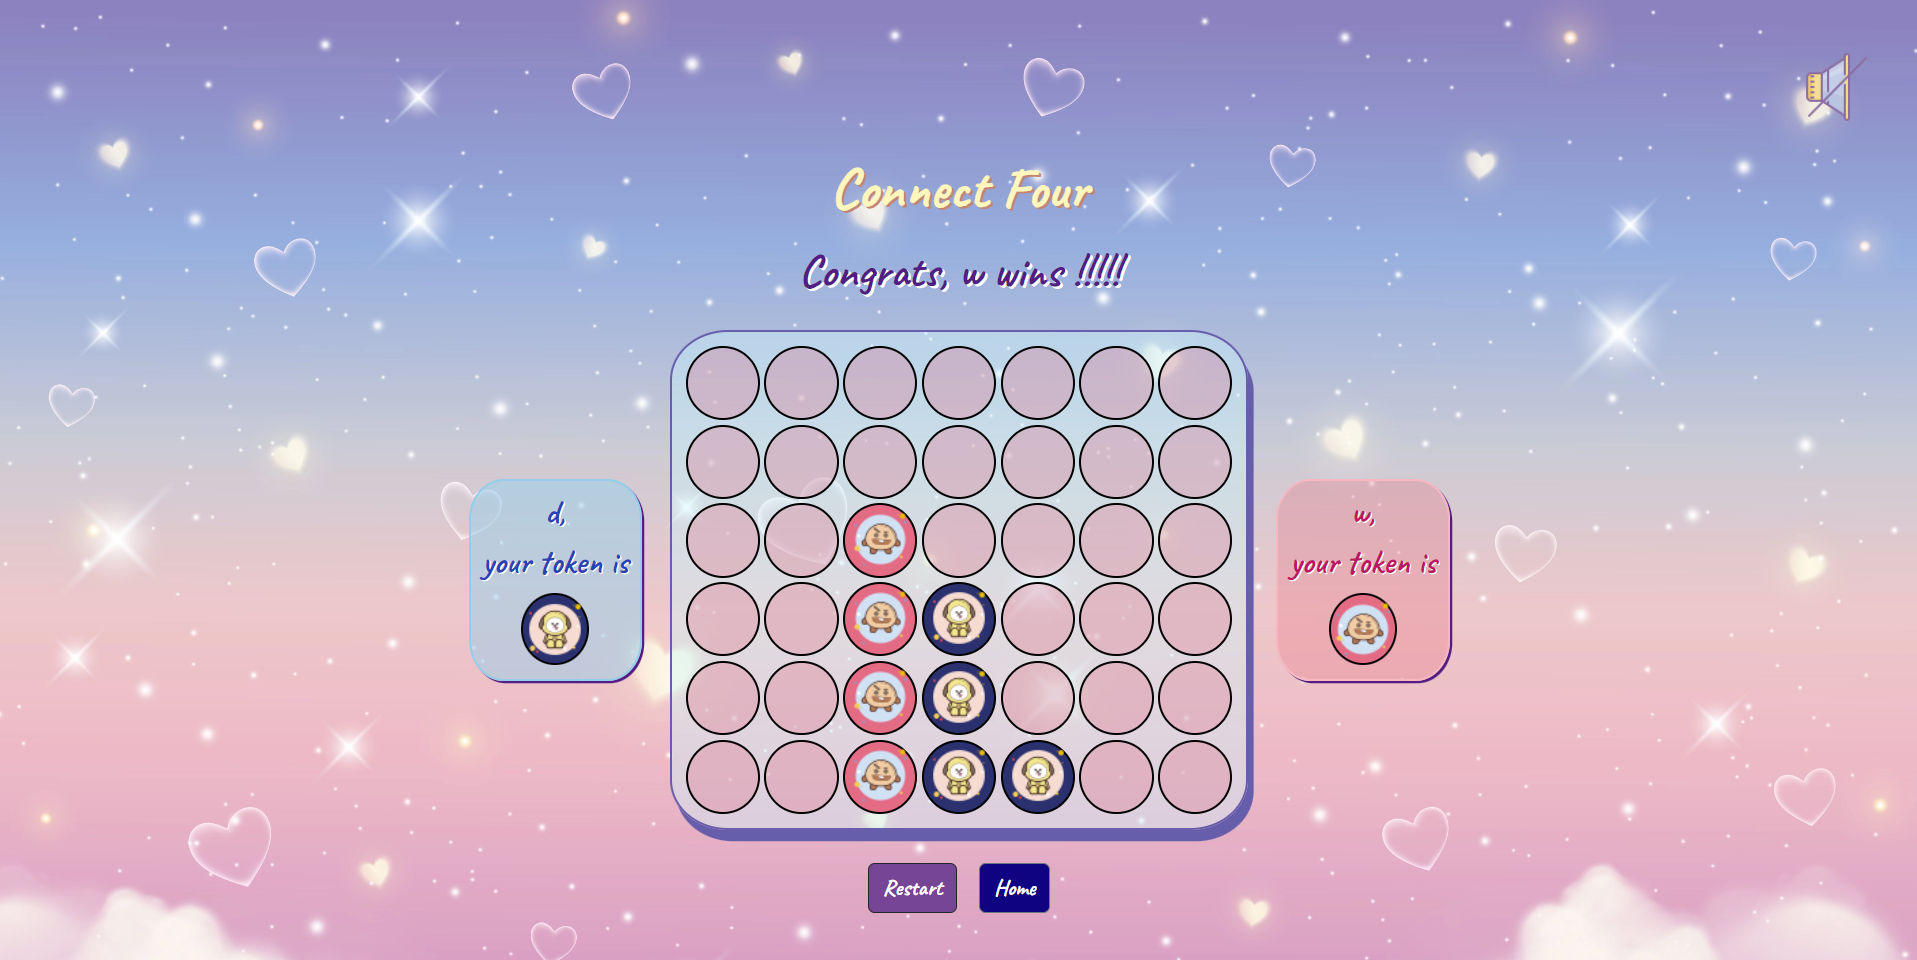 Connect Four
Congrats, w wins !!!!!
d,
your token is
w,
your token is
Restart
Home